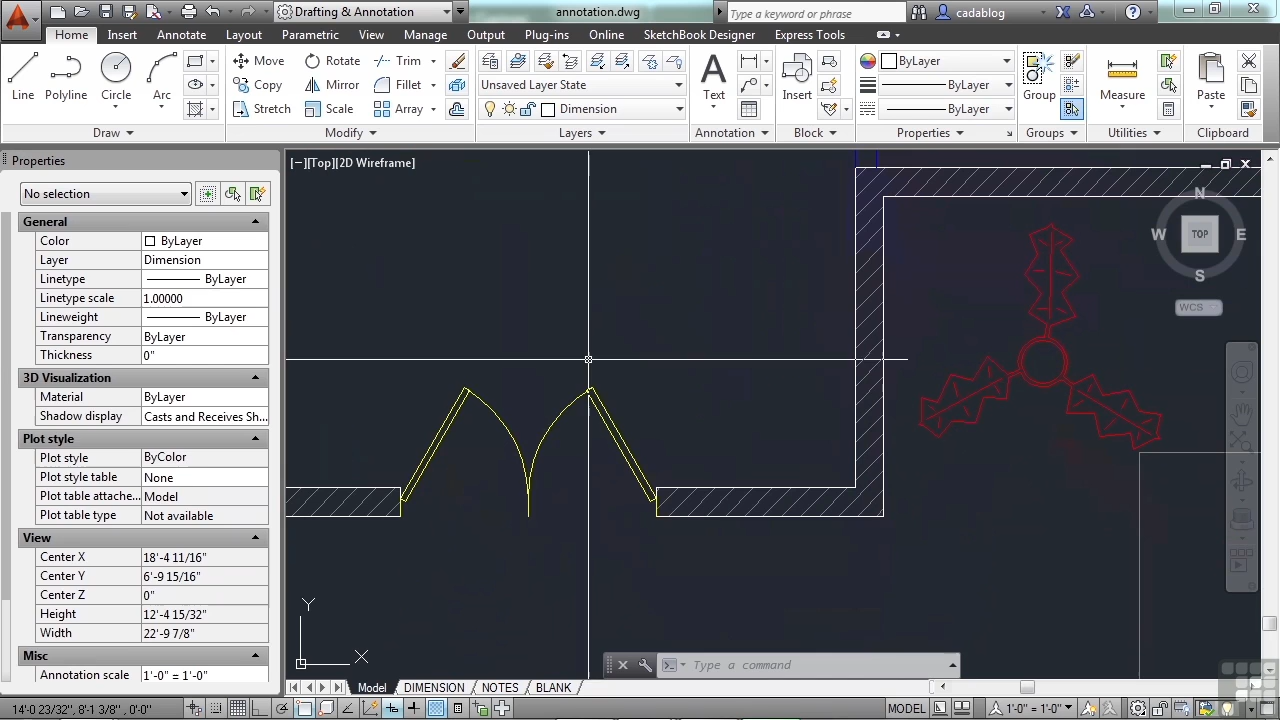 Drafting & Annotation
annotation.dwg
Type a keyword or phrase
cadablog
Home Insert Annotate Layout Parametric View Manage Output Plug-ins Online SketchBook Designer Express Tools
Move Rotate Trim
Copy Mirror Fillet
Stretch Scale Array
Line Polyline Circle Arc
Unsaved Layer State
Dimension
Text
Insert
ByLayer
ByLayer
ByLayer
Group
Measure
Paste
Draw Modify Layers Annotation Block Properties Groups Utilities Clipboard
Properties
No selection
General
Color ByLayer
Layer Dimension
Linetype ByLayer
Linetype scale 1.00000
Lineweight ByLayer
Transparency ByLayer
Thickness 0"
3D Visualization
Material ByLayer
Shadow display Casts and Receives Sh...
Plot style
Plot style ByColor
Plot style table None
Plot table attache... Model
Plot table type Not available
View
Center X 18'-4 11/16"
Center Y 6'-9 15/16"
Center Z 0"
Height 12'-4 15/32"
Width 22'-9 7/8"
Misc
Annotation scale 1'-0" = 1'-0"
[−][Top][2D Wireframe]
N
W TOP E
S
WCS
Y
X
Type a command
Model DIMENSION NOTES BLANK
14'-0 23/32", 8'-1 3/8", 0'-0"
MODEL
1'-0" = 1'-0"